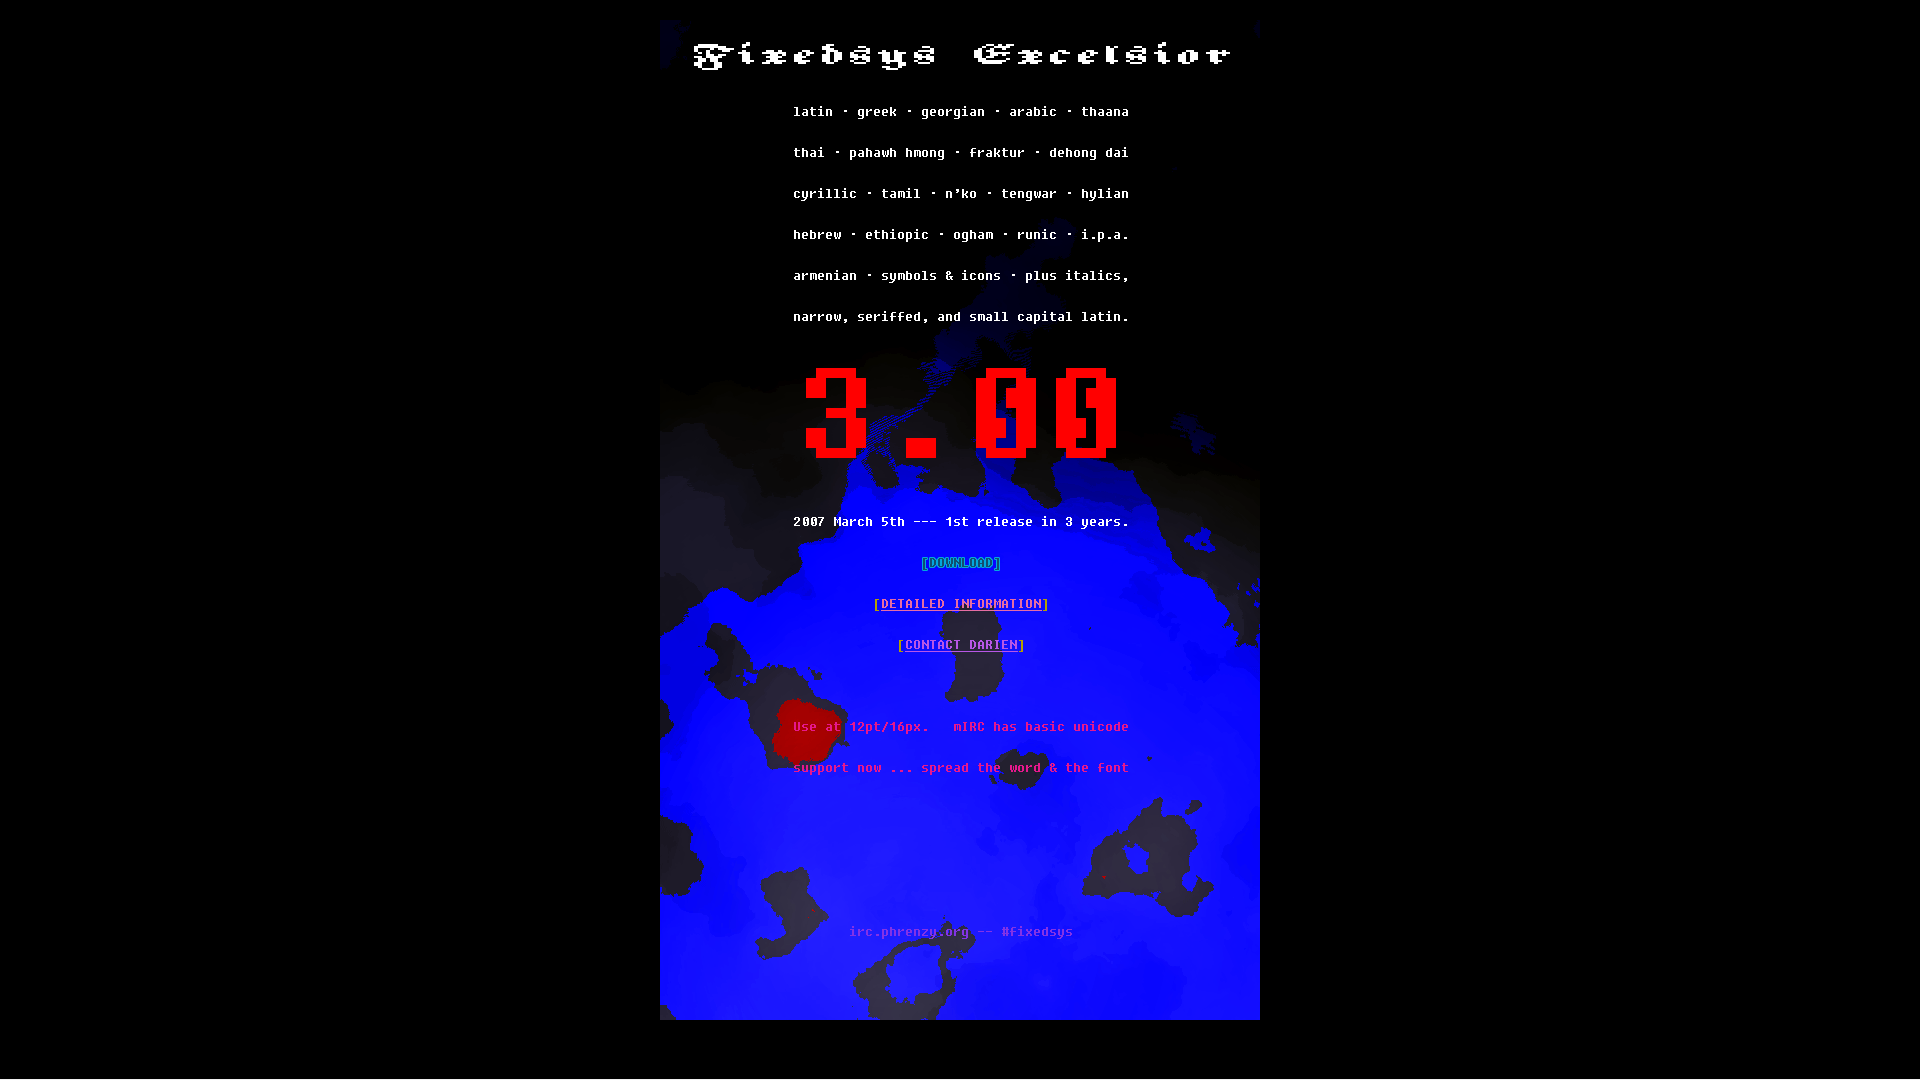 Fixedsys Excelsior
latin · greek · georgian · arabic · thaana
thai · pahawh hmong · fraktur · dehong dai
cyrillic · tamil · n’ko · tengwar · hylian
hebrew · ethiopic · ogham · runic · i.p.a.
armenian · symbols & icons · plus italics,
narrow, seriffed, and small capital latin.
3.00
2007 March 5th --- 1st release in 3 years.
[DOWNLOAD]
[DETAILED INFORMATION]
[CONTACT DARIEN]
Use at 12pt/16px. mIRC has basic unicode
support now ... spread the word & the font
irc.phrenzy.org -- #fixedsys